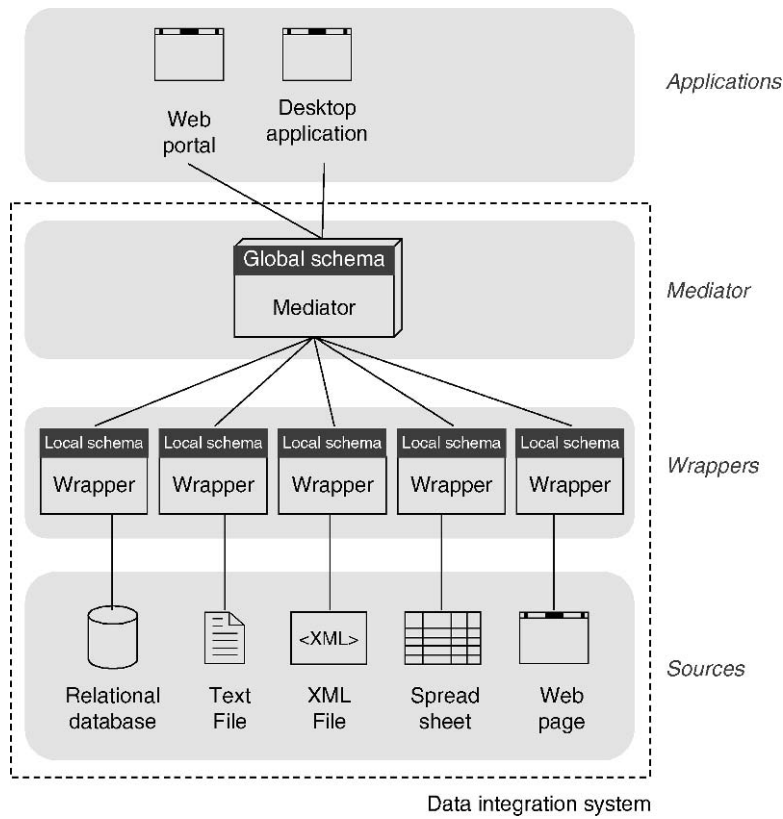 Applications
Web
portal
Desktop
application
Global schema
Mediator
Mediator
Local schema
Wrapper
Local schema
Wrapper
Local schema
Wrapper
Local schema
Wrapper
Local schema
Wrapper
Wrappers
<XML>
Relational
database
Text
File
XML
File
Spread
sheet
Web
page
Sources
Data integration system